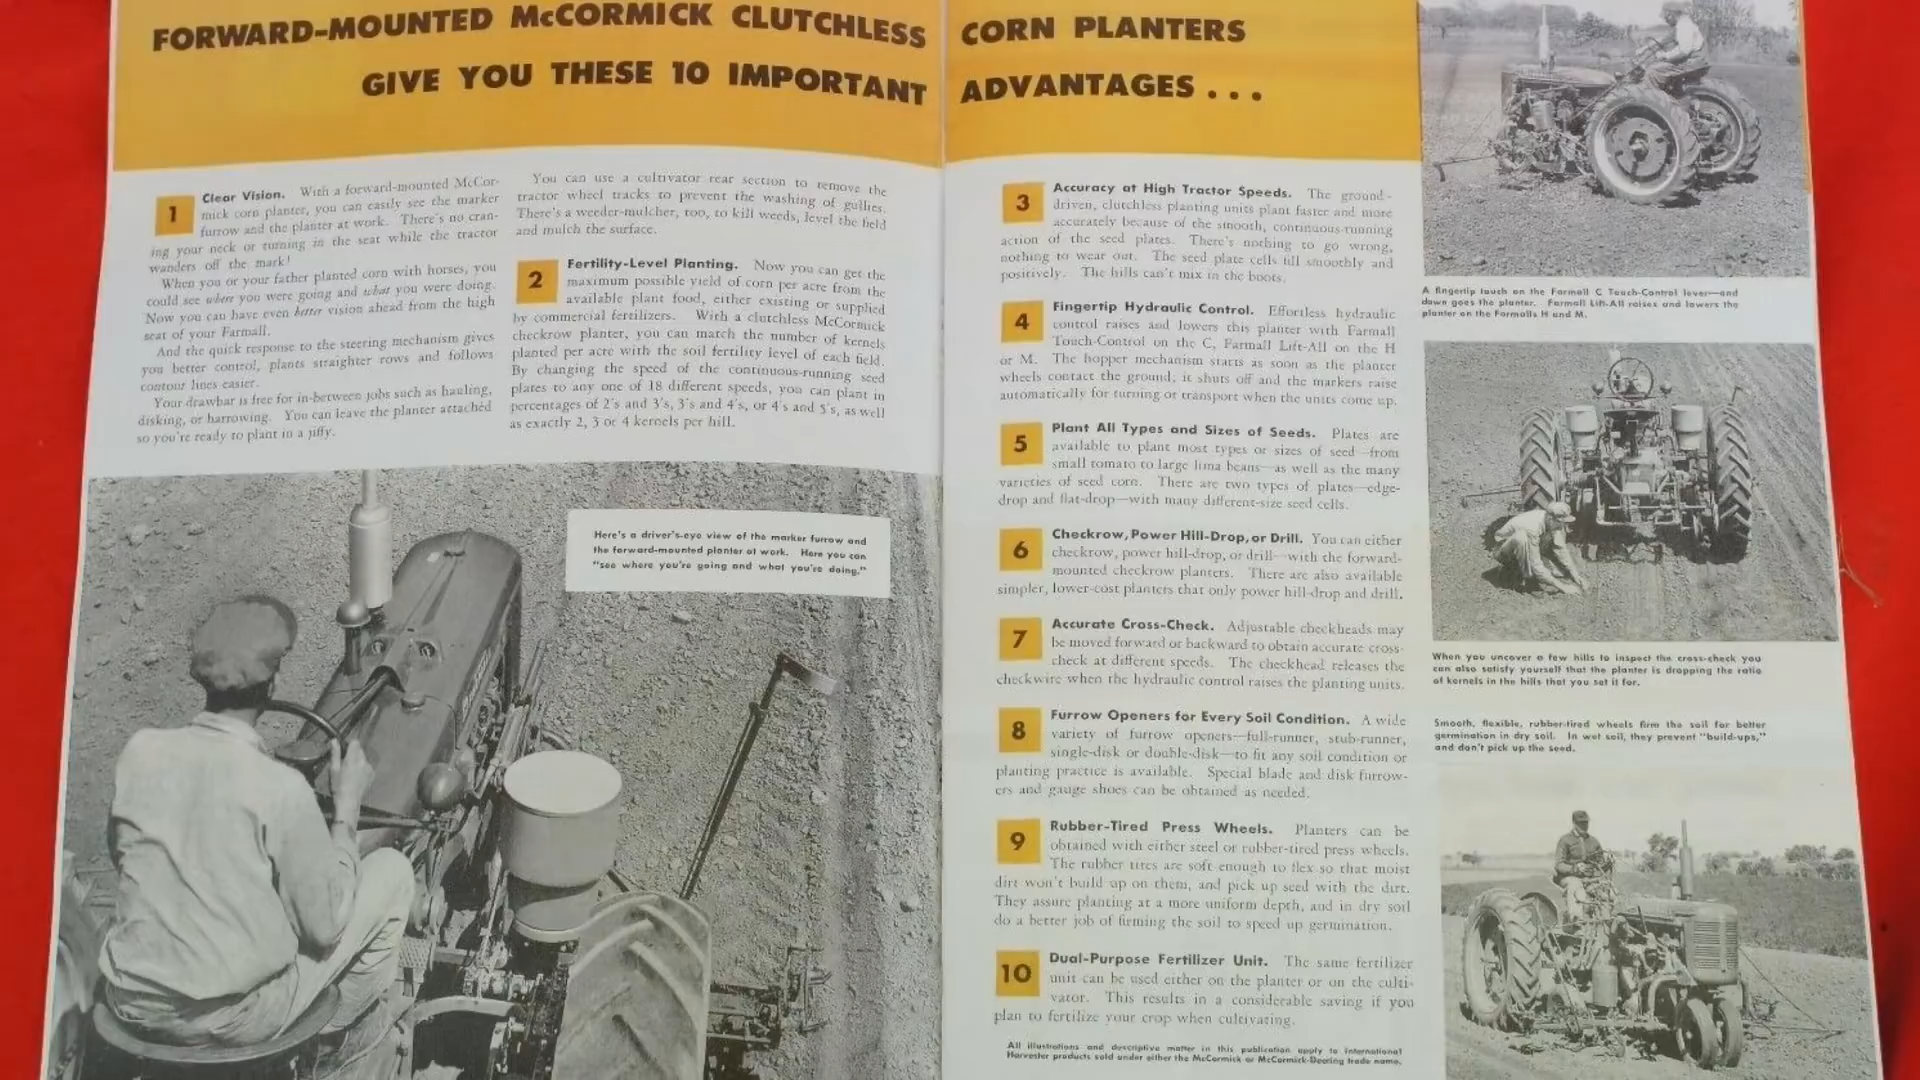 FORWARD-MOUNTED McCORMICK CLUTCHLESS CORN PLANTERS
GIVE YOU THESE 10 IMPORTANT ADVANTAGES . . .
1 Clear Vision. With a forward-mounted McCor-
mick corn planter, you can easily see the marker
furrow and the planter at work. There's no cran-
ing your neck or turning in the seat while the tractor
wanders off the mark!
When you or your father planted corn with horses, you
could see where you were going and what you were doing.
Now you can have even better vision ahead from the high
seat of your Farmall.
And the quick response to the steering mechanism gives
you better control, plants straighter rows and follows
contour lines easier.
Your drawbar is free for in-between jobs such as hauling,
disking, or harrowing. You can leave the planter attached
so you're ready to plant in a jiffy.
You can use a cultivator rear section to remove the
tractor wheel tracks to prevent the washing of gullies.
There's a weeder-mulcher, too, to kill weeds, level the field
and mulch the surface.
2 Fertility-Level Planting. Now you can get the
maximum possible yield of corn per acre from the
available plant food, either existing or supplied
by commercial fertilizers. With a clutchless McCormick
checkrow planter, you can match the number of kernels
planted per acre with the soil fertility level of each field.
By changing the speed of the continuous-running seed
plates to any one of 18 different speeds, you can plant in
percentages of 2's and 3's, 3's and 4's, or 4's and 5's, as well
as exactly 2, 3 or 4 kernels per hill.
Here's a driver's-eye view of the marker furrow and
the forward-mounted planter at work. Here you can
"see where you're going and what you're doing."
3 Accuracy at High Tractor Speeds. The ground-
driven, clutchless planting units plant faster and more
accurately because of the smooth, continuous-running
action of the seed plates. There's nothing to go wrong,
nothing to wear out. The seed plate cells fill smoothly and
positively. The hills can't mix in the boots.
4 Fingertip Hydraulic Control. Effortless hydraulic
control raises and lowers this planter with Farmall
Touch-Control on the C, Farmall Lift-All on the H
or M. The hopper mechanism starts as soon as the planter
wheels contact the ground; it shuts off and the markers raise
automatically for turning or transport when the units come up.
5 Plant All Types and Sizes of Seeds. Plates are
available to plant most types or sizes of seed—from
small tomato to large lima beans—as well as the many
varieties of seed corn. There are two types of plates—edge-
drop and flat-drop—with many different-size seed cells.
6 Checkrow, Power Hill-Drop, or Drill. You can either
checkrow, power hill-drop, or drill—with the forward-
mounted checkrow planters. There are also available
simpler, lower-cost planters that only power hill-drop and drill.
7 Accurate Cross-Check. Adjustable checkheads may
be moved forward or backward to obtain accurate cross-
check at different speeds. The checkhead releases the
checkwire when the hydraulic control raises the planting units.
8 Furrow Openers for Every Soil Condition. A wide
variety of furrow openers—full-runner, stub-runner,
single-disk or double-disk—to fit any soil condition or
planting practice is available. Special blade and disk furrow-
ers and gauge shoes can be obtained as needed.
9 Rubber-Tired Press Wheels. Planters can be
obtained with either steel or rubber-tired press wheels.
The rubber tires are soft enough to flex so that moist
dirt won't build up on them, and pick up seed with the dirt.
They assure planting at a more uniform depth, and in dry soil
do a better job of firming the soil to speed up germination.
10 Dual-Purpose Fertilizer Unit. The same fertilizer
unit can be used either on the planter or on the culti-
vator. This results in a considerable saving if you
plan to fertilize your crop when cultivating.
All illustrations and descriptive matter in this publication apply to International
Harvester products sold under either the McCormick or McCormick-Deering trade name.
A fingertip touch on the Farmall C Touch-Control lever—and
down goes the planter. Farmall Lift-All raises and lowers the
planter on the Farmalls H and M.
When you uncover a few hills to inspect the cross-check you
can also satisfy yourself that the planter is dropping the ratio
of kernels in the hills that you set it for.
Smooth, flexible, rubber-tired wheels firm the soil for better
germination in dry soil. In wet soil, they prevent "build-ups,"
and don't pick up the seed.